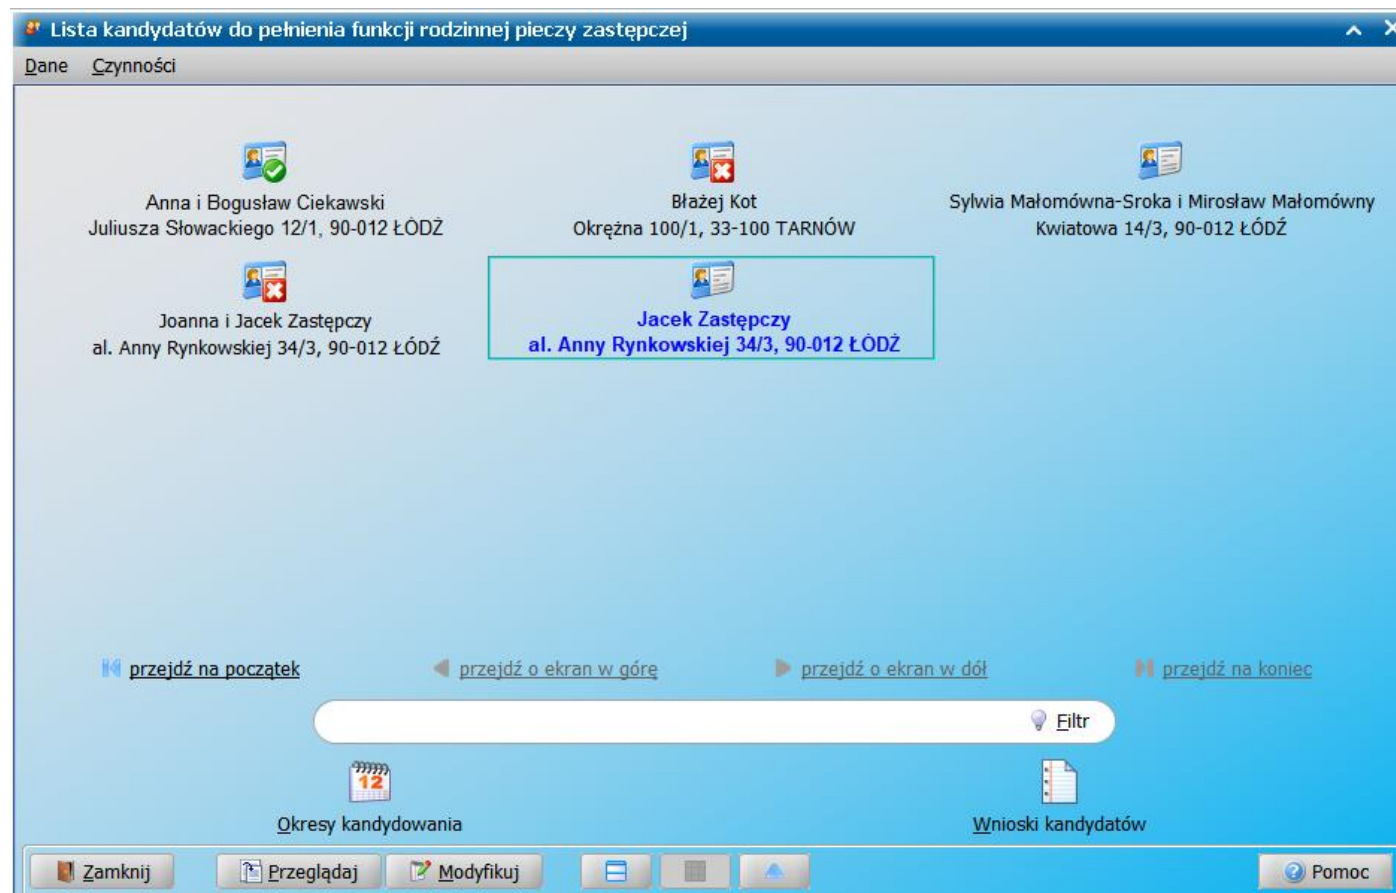 Lista kandydatów do pełnienia funkcji rodzinnej pieczy zastępczej
Dane Czynności
Anna i Bogusław Ciekawski
Juliusza Słowackiego 12/1, 90-012 ŁÓDŹ
Błażej Kot
Okrężna 100/1, 33-100 TARNÓW
Sylwia Małomówna-Sroka i Mirosław Małomówny
Kwiatowa 14/3, 90-012 ŁÓDŹ
Joanna i Jacek Zastępczy
al. Anny Rynkowskiej 34/3, 90-012 ŁÓDŹ
Jacek Zastępczy
al. Anny Rynkowskiej 34/3, 90-012 ŁÓDŹ
przejdź na początek przejdź o ekran w górę przejdź o ekran w dół przejdź na koniec
Filtr
12
Okresy kandydowania Wnioski kandydatów
Zamknij Przeglądaj Modyfikuj Pomoc